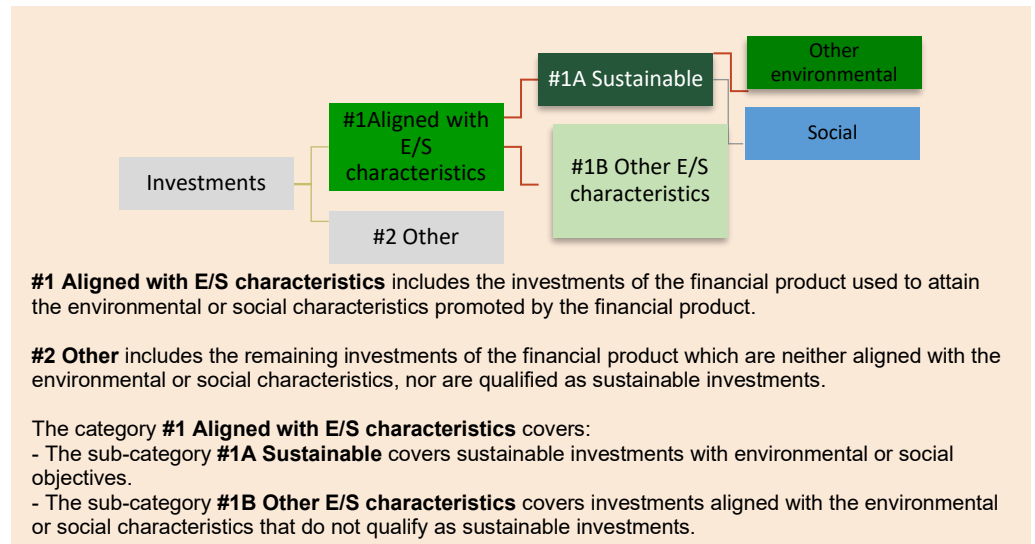 Investments
#1Aligned with
E/S
characteristics
#2 Other
#1A Sustainable
#1B Other E/S
characteristics
Other
environmental
Social
#1 Aligned with E/S characteristics includes the investments of the financial product used to attain
the environmental or social characteristics promoted by the financial product.
#2 Other includes the remaining investments of the financial product which are neither aligned with the
environmental or social characteristics, nor are qualified as sustainable investments.
The category #1 Aligned with E/S characteristics covers:
- The sub-category #1A Sustainable covers sustainable investments with environmental or social
objectives.
- The sub-category #1B Other E/S characteristics covers investments aligned with the environmental
or social characteristics that do not qualify as sustainable investments.